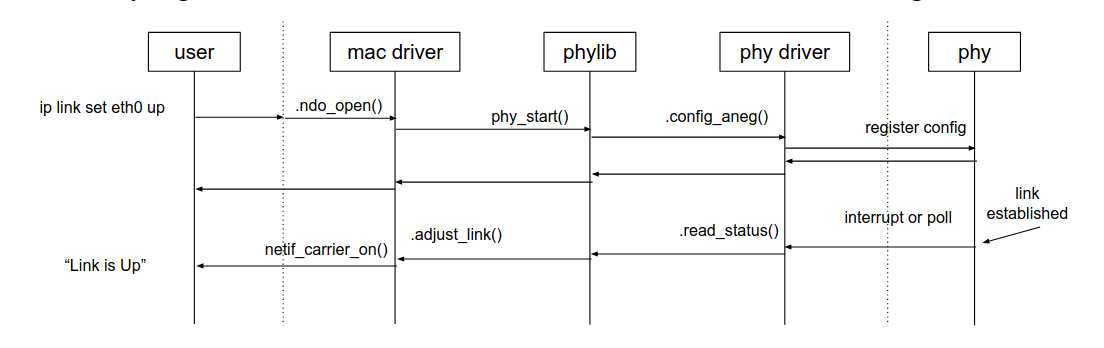 user
mac driver
phylib
phy driver
phy
ip link set eth0 up
.ndo_open()
phy_start()
.config_aneg()
register config
link
established
interrupt or poll
.read_status()
.adjust_link()
netif_carrier_on()
“Link is Up”